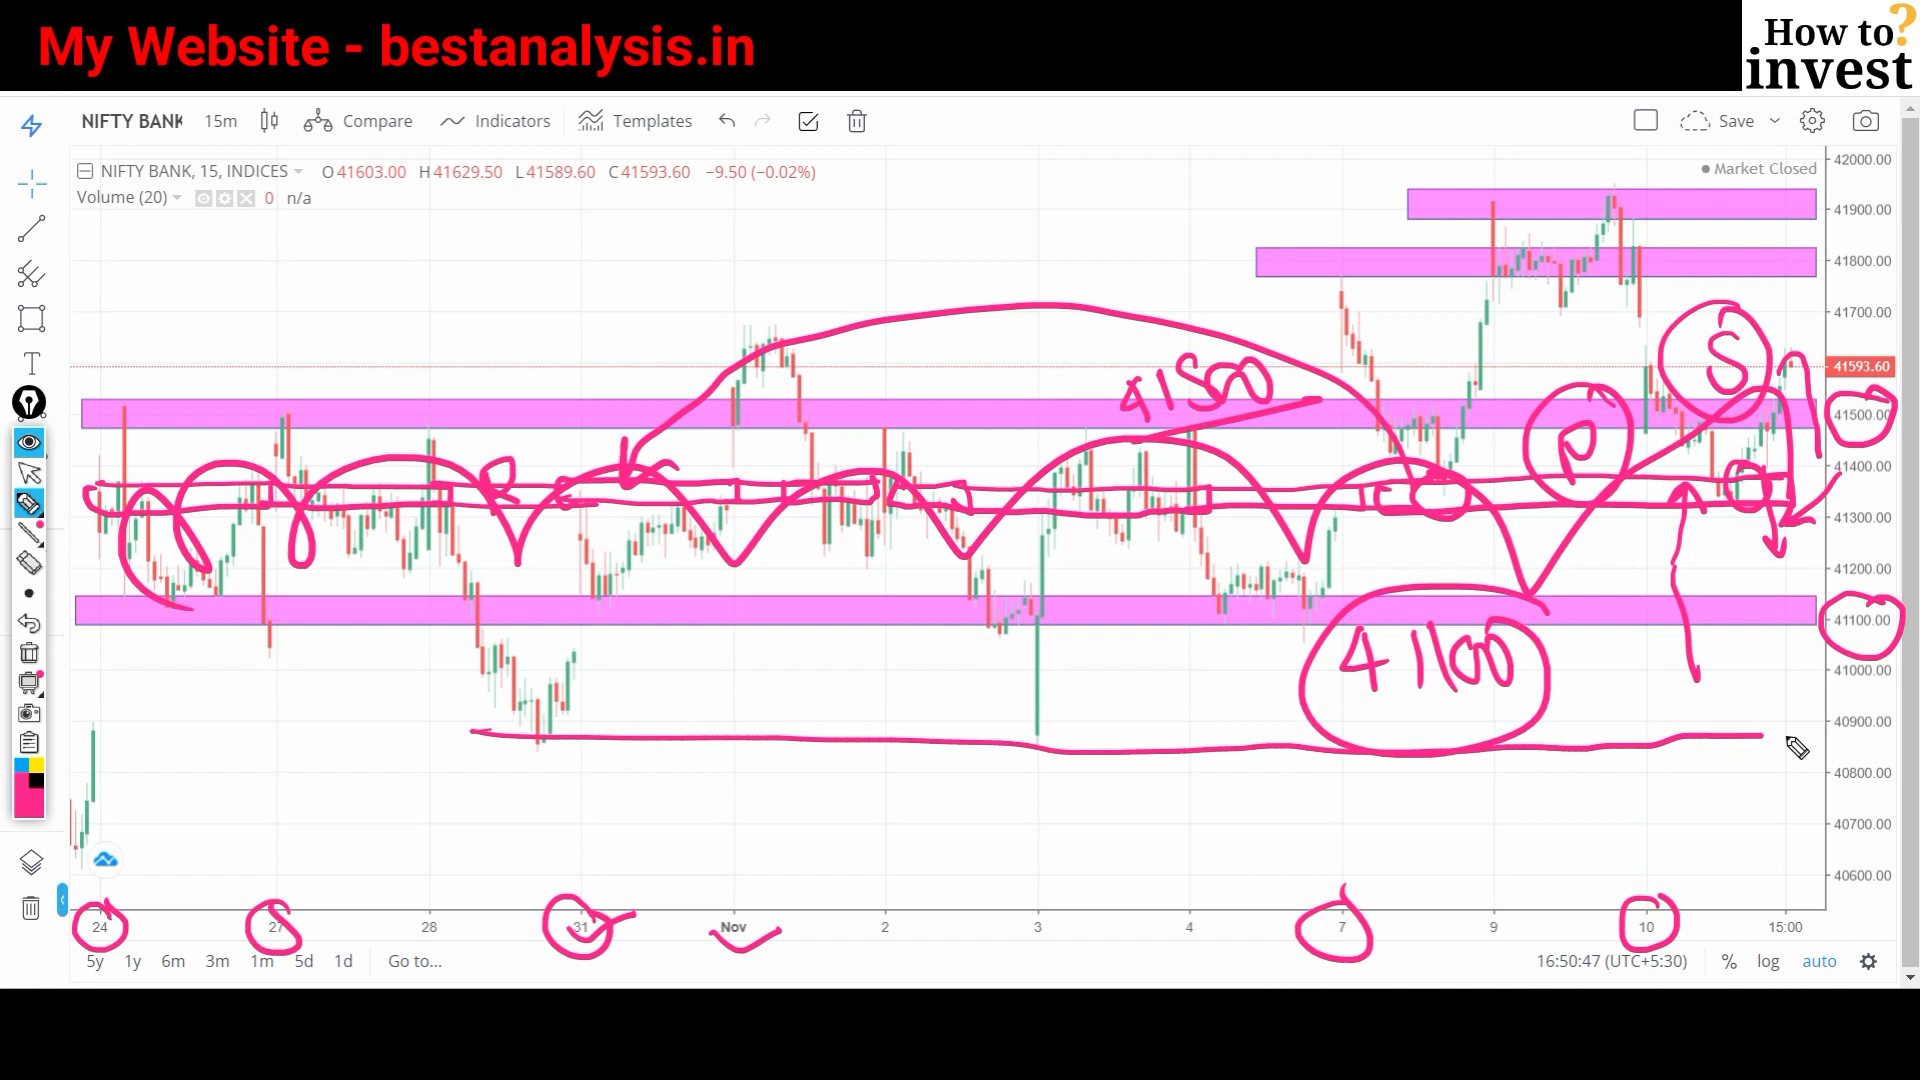 My Website - bestanalysis.in
How to?
invest
NIFTY BANK 15m Compare Indicators Templates Save
NIFTY BANK, 15, INDICES O41603.00 H41629.50 L41589.60 C41593.60 −9.50 (−0.02%)
Market Closed
Volume (20) 0 n/a
42000.00
41900.00
41800.00
41700.00
41593.60
41500.00
41400.00
41300.00
41200.00
41100.00
41000.00
40900.00
40800.00
40700.00
40600.00
S
41500
P
R
41100
24 27 28 31 Nov 2 3 4 7 9 10 15:00
5y 1y 6m 3m 1m 5d 1d Go to... 16:50:47 (UTC+5:30) % log auto